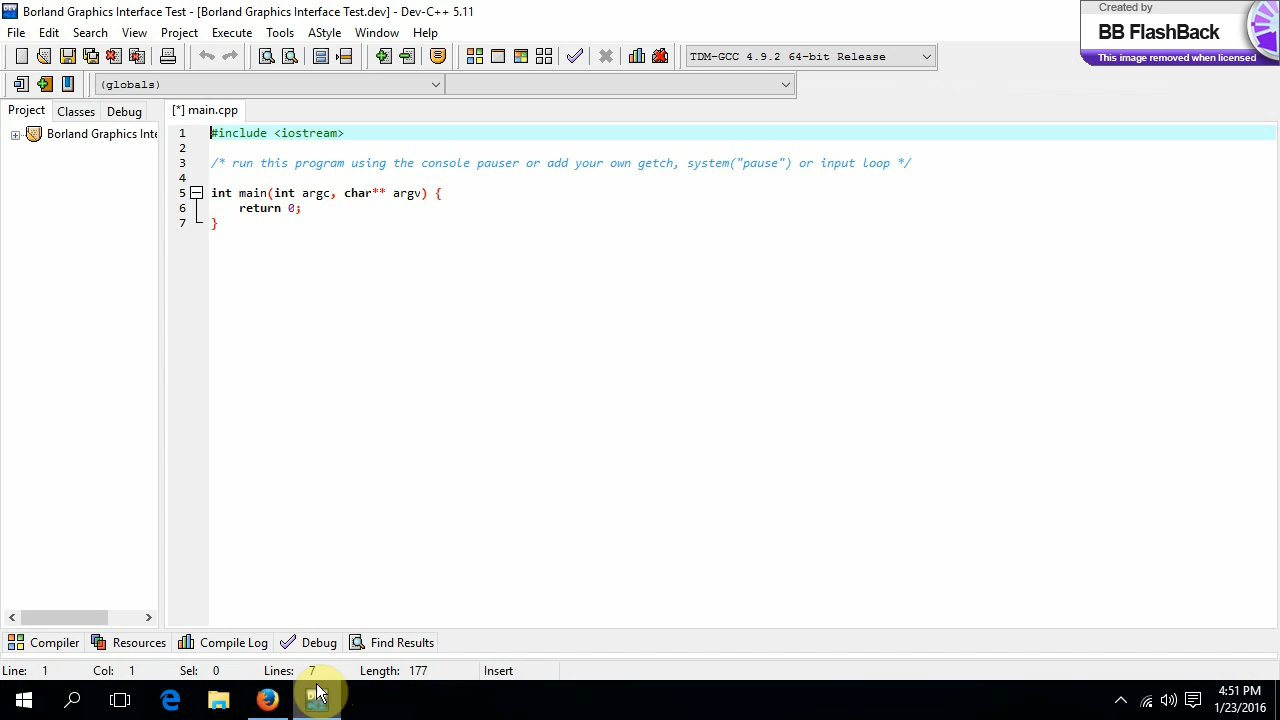 Borland Graphics Interface Test - [Borland Graphics Interface Test.dev] - Dev-C++ 5.11
Created by
BB FlashBack
This image removed when licensed
File Edit Search View Project Execute Tools AStyle Window Help
TDM-GCC 4.9.2 64-bit Release
(globals)
Project Classes Debug
[*] main.cpp
Borland Graphics Inte
1 #include <iostream>
2
3 /* run this program using the console pauser or add your own getch, system("pause") or input loop */
4
5 int main(int argc, char** argv) {
6 return 0;
7 }
Compiler Resources Compile Log Debug Find Results
Line: 1 Col: 1 Sel: 0 Lines: 7 Length: 177 Insert
4:51 PM
1/23/2016